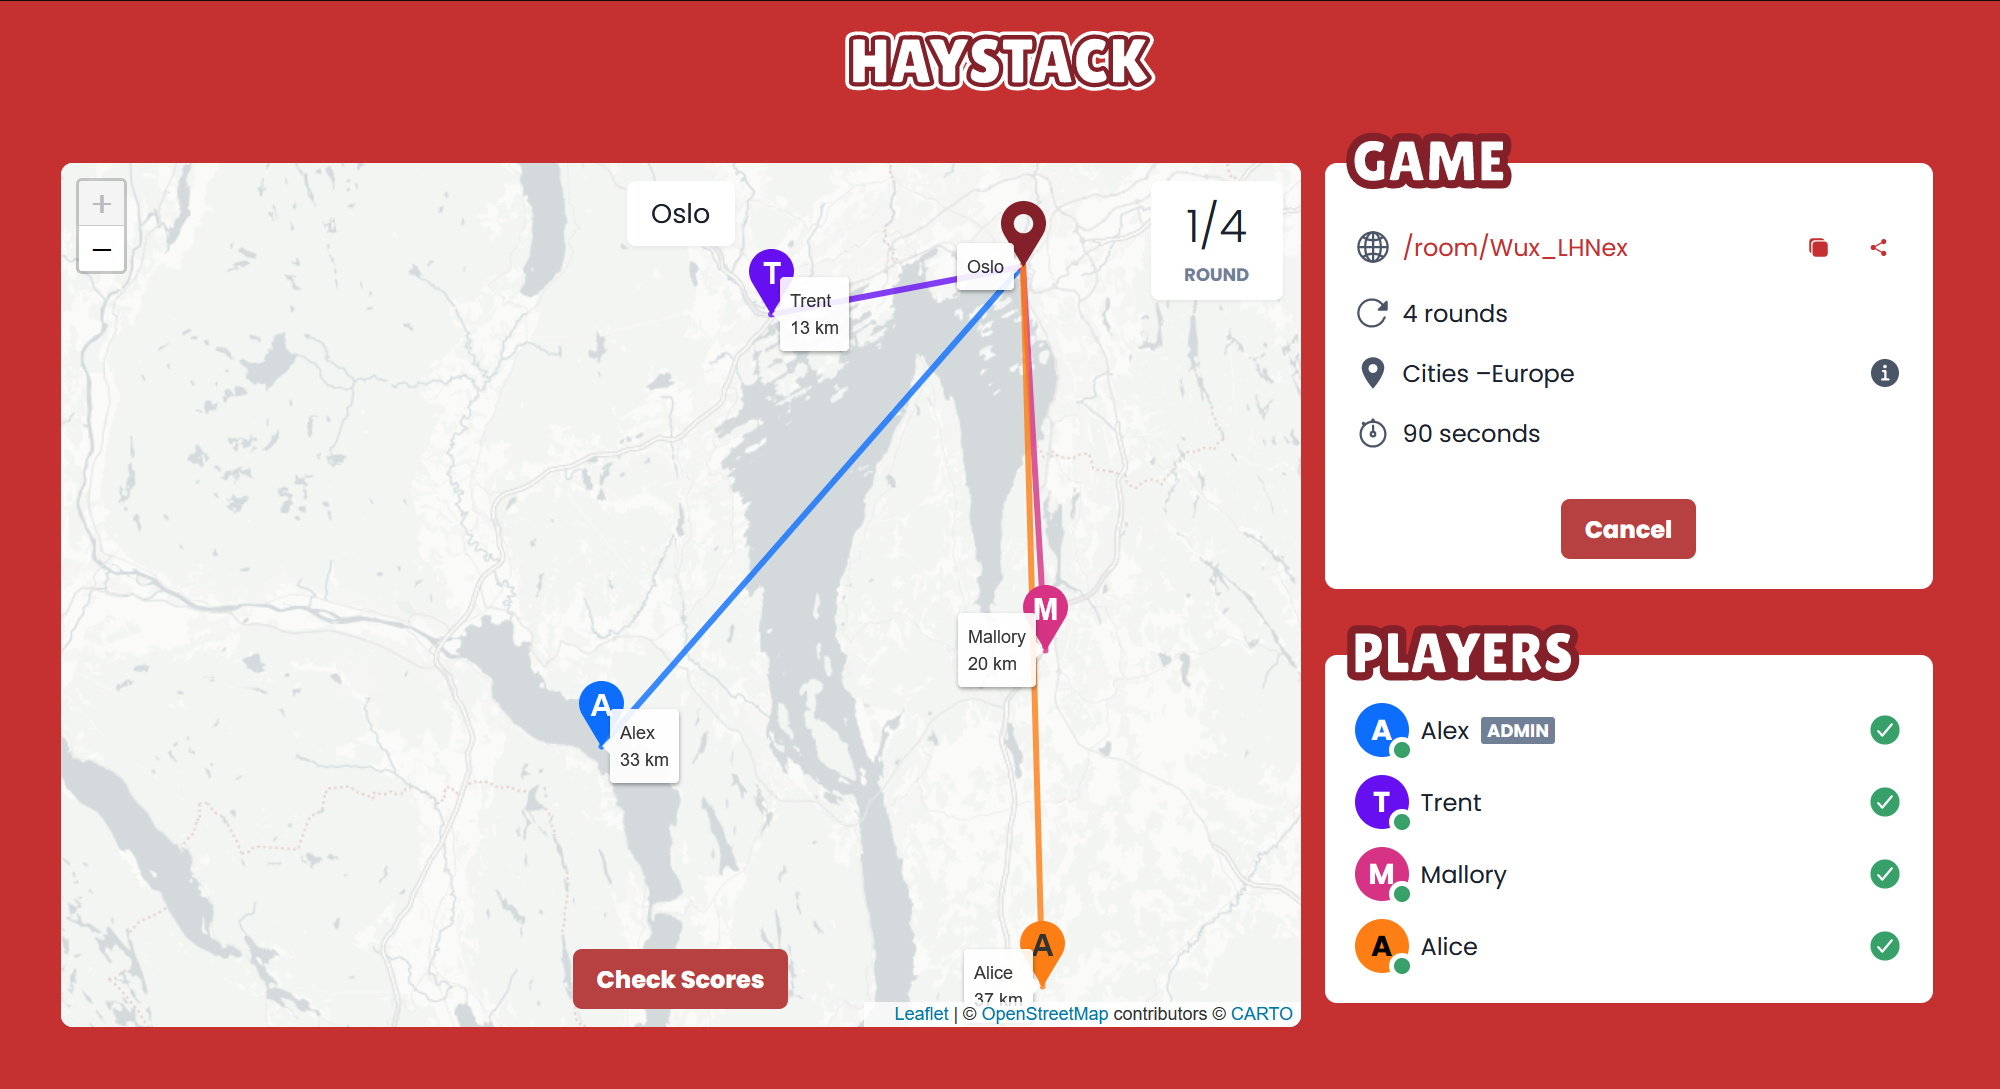 HAYSTACK
+
−
Oslo
1/4
ROUND
T
Trent
13 km
Oslo
M
Mallory
20 km
A
Alex
33 km
A
Alice
37 km
Check Scores
Leaflet | © OpenStreetMap contributors © CARTO
GAME
/room/Wux_LHNex
4 rounds
Cities –Europe
90 seconds
Cancel
PLAYERS
A Alex ADMIN
T Trent
M Mallory
A Alice